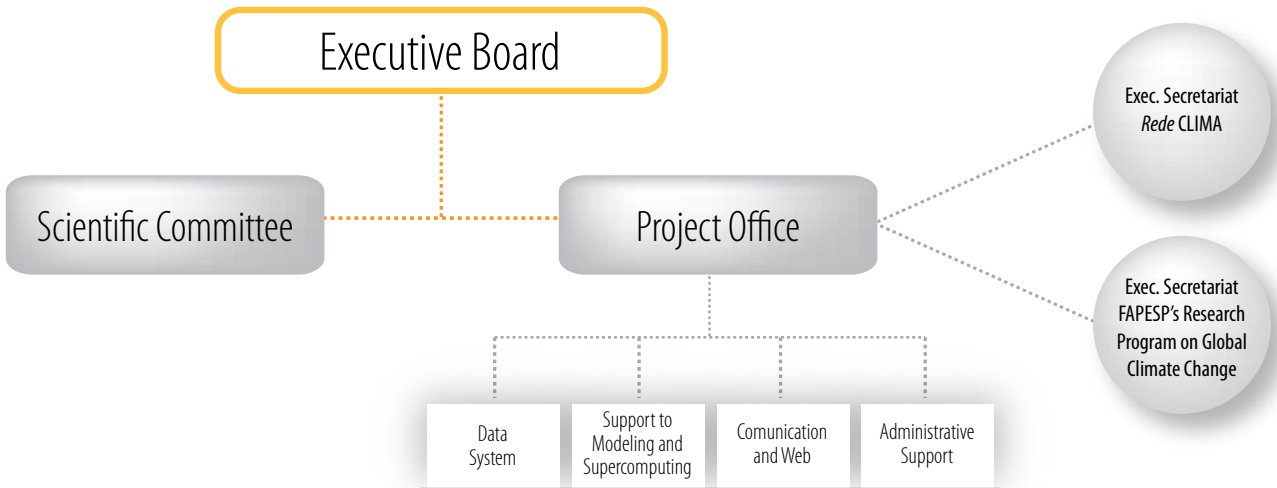 Executive Board
Exec. Secretariat
Rede CLIMA
Scientific Committee
Project Office
Exec. Secretariat
FAPESP's Research
Program on Global
Climate Change
Data
System
Support to
Modeling and
Supercomputing
Comunication
and Web
Administrative
Support